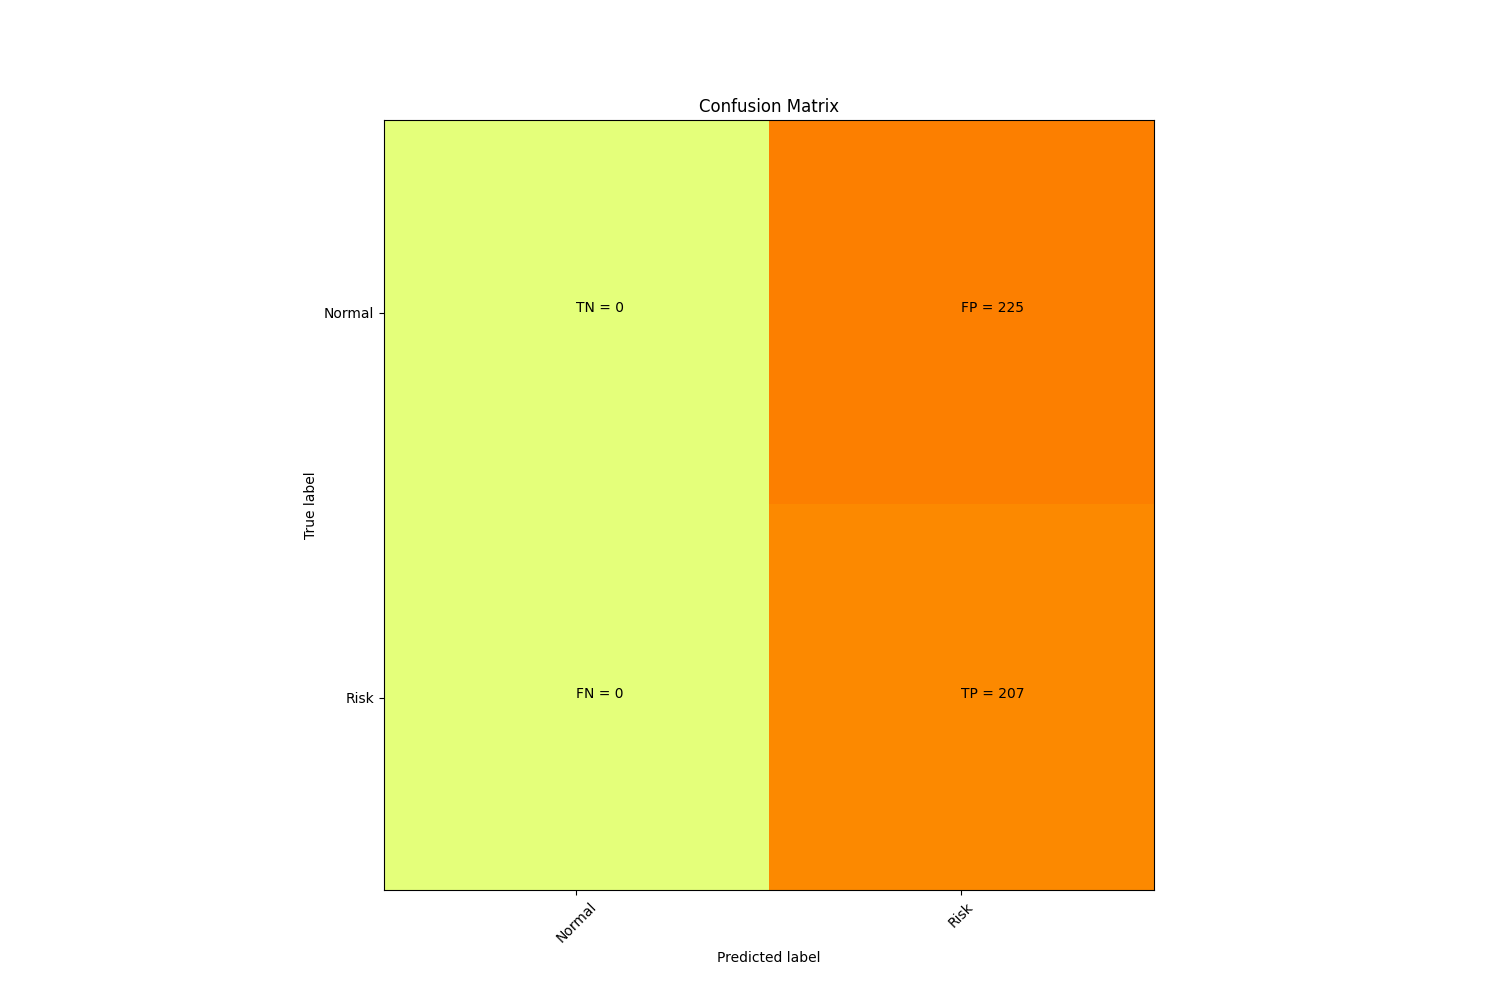 Confusion Matrix
Normal
TN = 0
FP = 225
True label
Risk
FN = 0
TP = 207
Normal
Risk
Predicted label